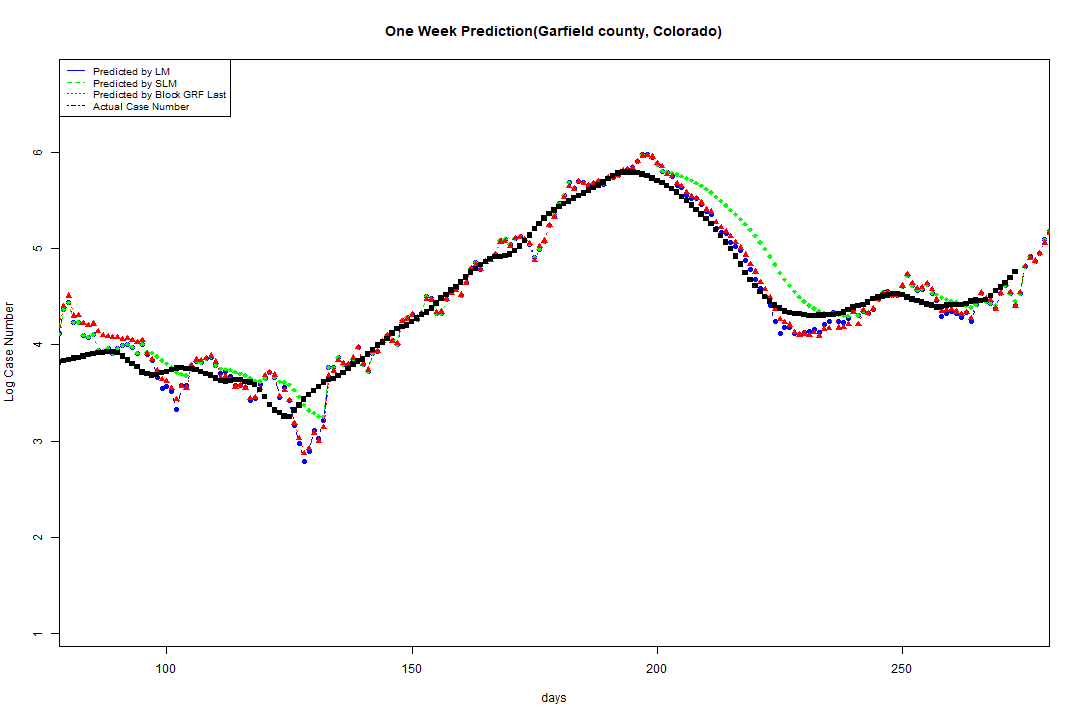 One Week Prediction(Garfield county, Colorado)
Predicted by LM
Predicted by SLM
Predicted by Block GRF Last
Actual Case Number
6
5
4
3
2
1
Log Case Number
100 150 200 250
days